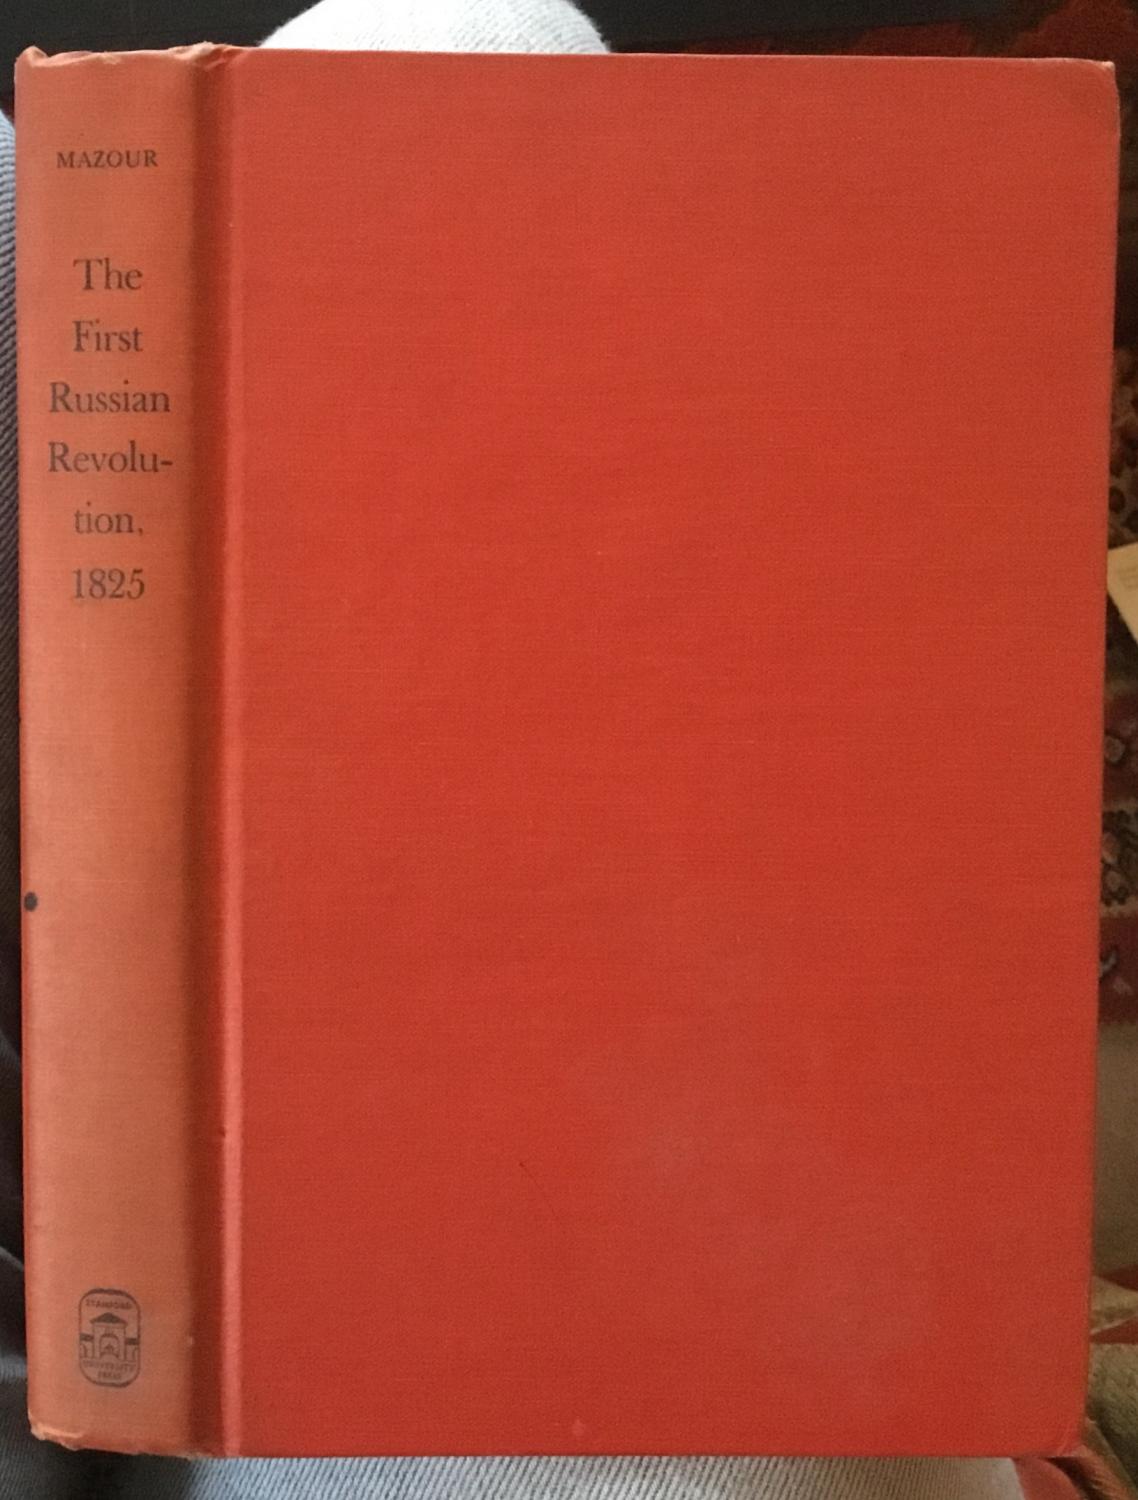 MAZOUR
The
First
Russian
Revolu-
tion,
1825
STANFORD
UNIVERSITY
PRESS